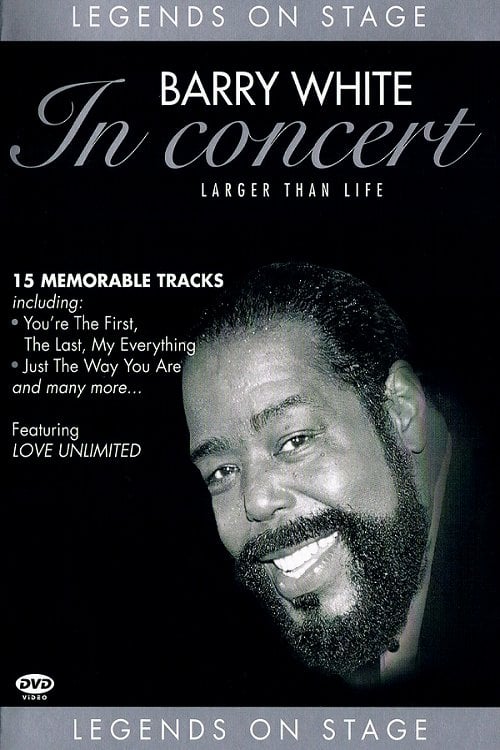 LEGENDS ON STAGE
BARRY WHITE
In concert
LARGER THAN LIFE
15 MEMORABLE TRACKS
including:
• You're The First,
The Last, My Everything
• Just The Way You Are
and many more...
Featuring
LOVE UNLIMITED
DVD
VIDEO
LEGENDS ON STAGE